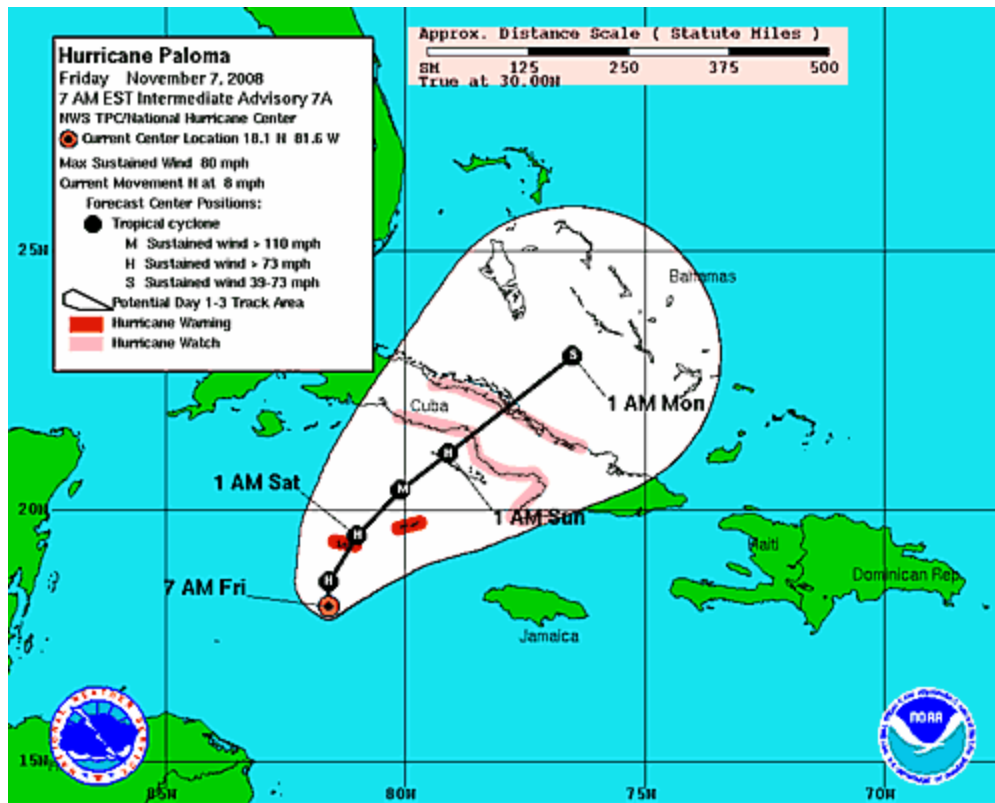 Hurricane Paloma
Friday November 7, 2008
7 AM EST Intermediate Advisory 7A
NWS TPC/National Hurricane Center
Current Center Location 18.1 N 81.6 W
Max Sustained Wind 80 mph
Current Movement N at 8 mph
Forecast Center Positions:
Tropical cyclone
M Sustained wind > 110 mph
H Sustained wind > 73 mph
S Sustained wind 39-73 mph
Potential Day 1-3 Track Area
Hurricane Warning
Hurricane Watch
Approx. Distance Scale ( Statute Miles )
SM 125 250 375 500
True at 30.00N
25N
Bahamas
S
1 AM Mon
Cuba
H
1 AM Sat
M
20N
1 AM Sun
H
Haiti
7 AM Fri
H
Dominican Rep.
Jamaica
NATIONAL WEATHER SERVICE
NOAA
15N
85W 80W 75W 70W